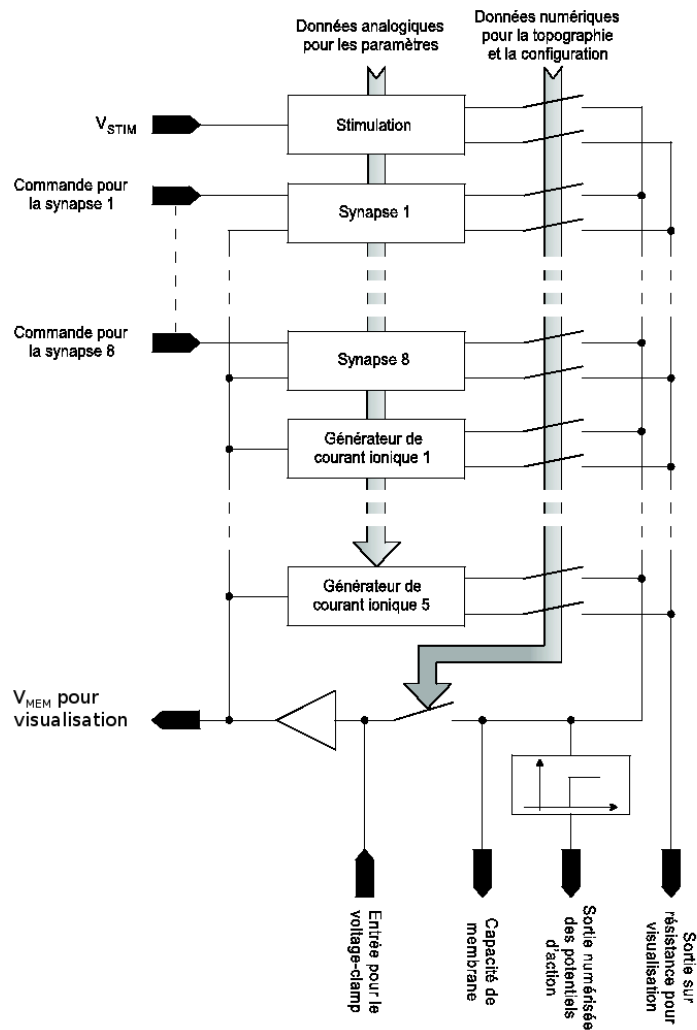 Données analogiques
pour les paramètres
Données numériques
pour la topographie
et la configuration
V_STIM
Stimulation
Commande pour
la synapse 1
Synapse 1
Commande pour
la synapse 8
Synapse 8
Générateur de
courant ionique 1
Générateur de
courant ionique 5
V_MEM pour
visualisation
Entrée pour le
voltage-clamp
Capacité de
membrane
Sortie numérisée
des potentiels
d'action
Sortie sur
résistance pour
visualisation